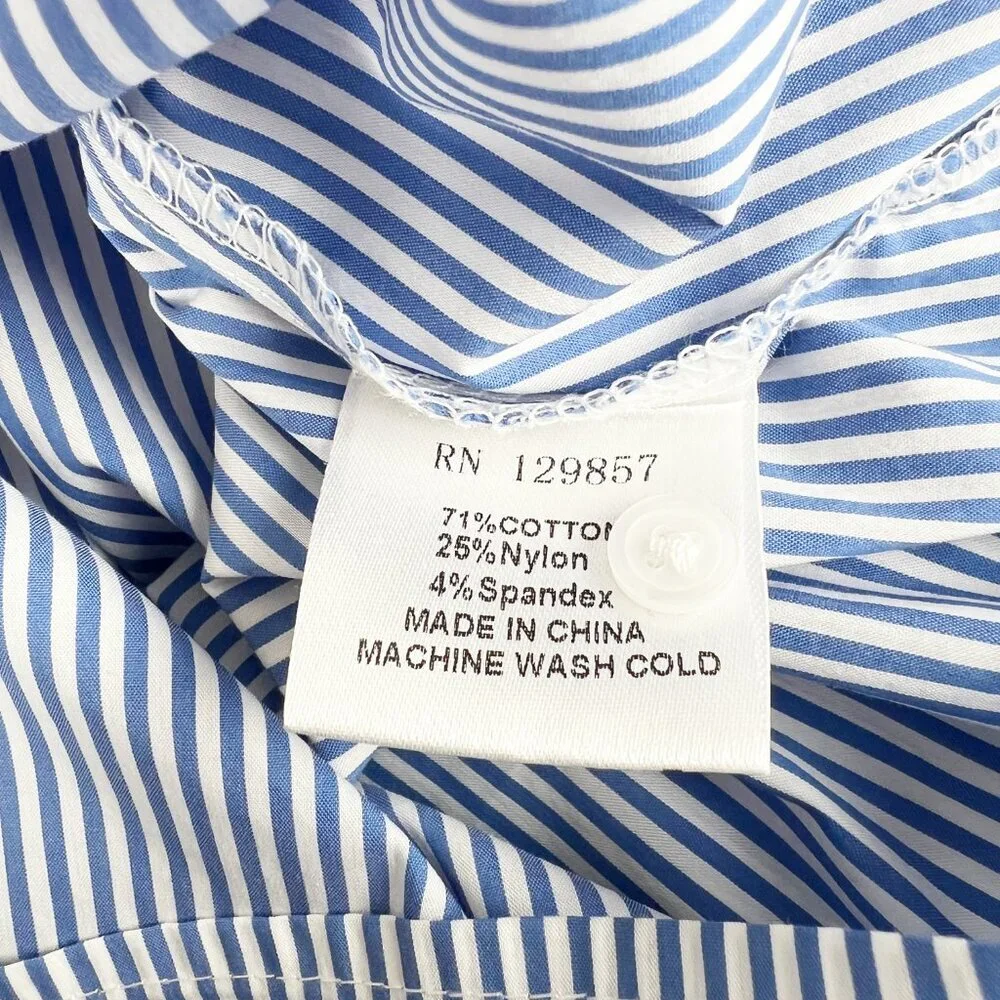 RN 129857
71%COTTON
25%Nylon
4%Spandex
MADE IN CHINA
MACHINE WASH COLD